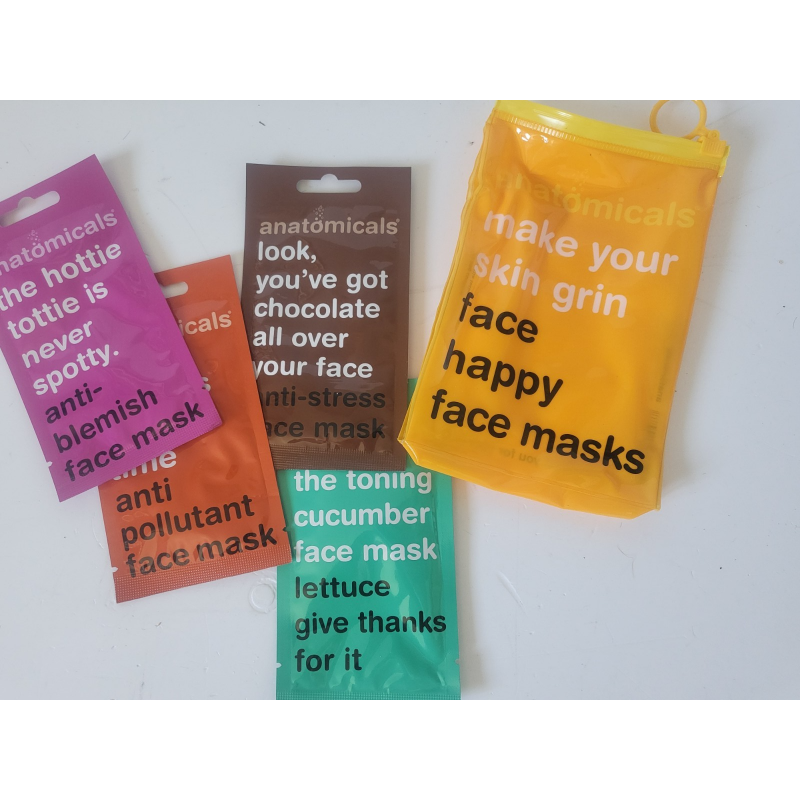 anatomicals
the hottie
tottie is
never
spotty.
anti-
blemish
face mask
time
anti
pollutant
face mask
anatomicals
look,
you've got
chocolate
all over
your face
anti-stress
face mask
the toning
cucumber
face mask
lettuce
give thanks
for it
anatomicals
make your
skin grin
face
happy
face masks